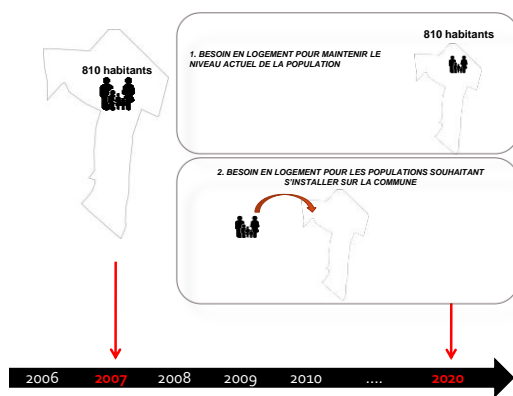 810 habitants
810 habitants
1. BESOIN EN LOGEMENT POUR MAINTENIR LE
NIVEAU ACTUEL DE LA POPULATION
2. BESOIN EN LOGEMENT POUR LES POPULATIONS SOUHAITANT
S'INSTALLER SUR LA COMMUNE
2006 2007 2008 2009 2010 .... 2020